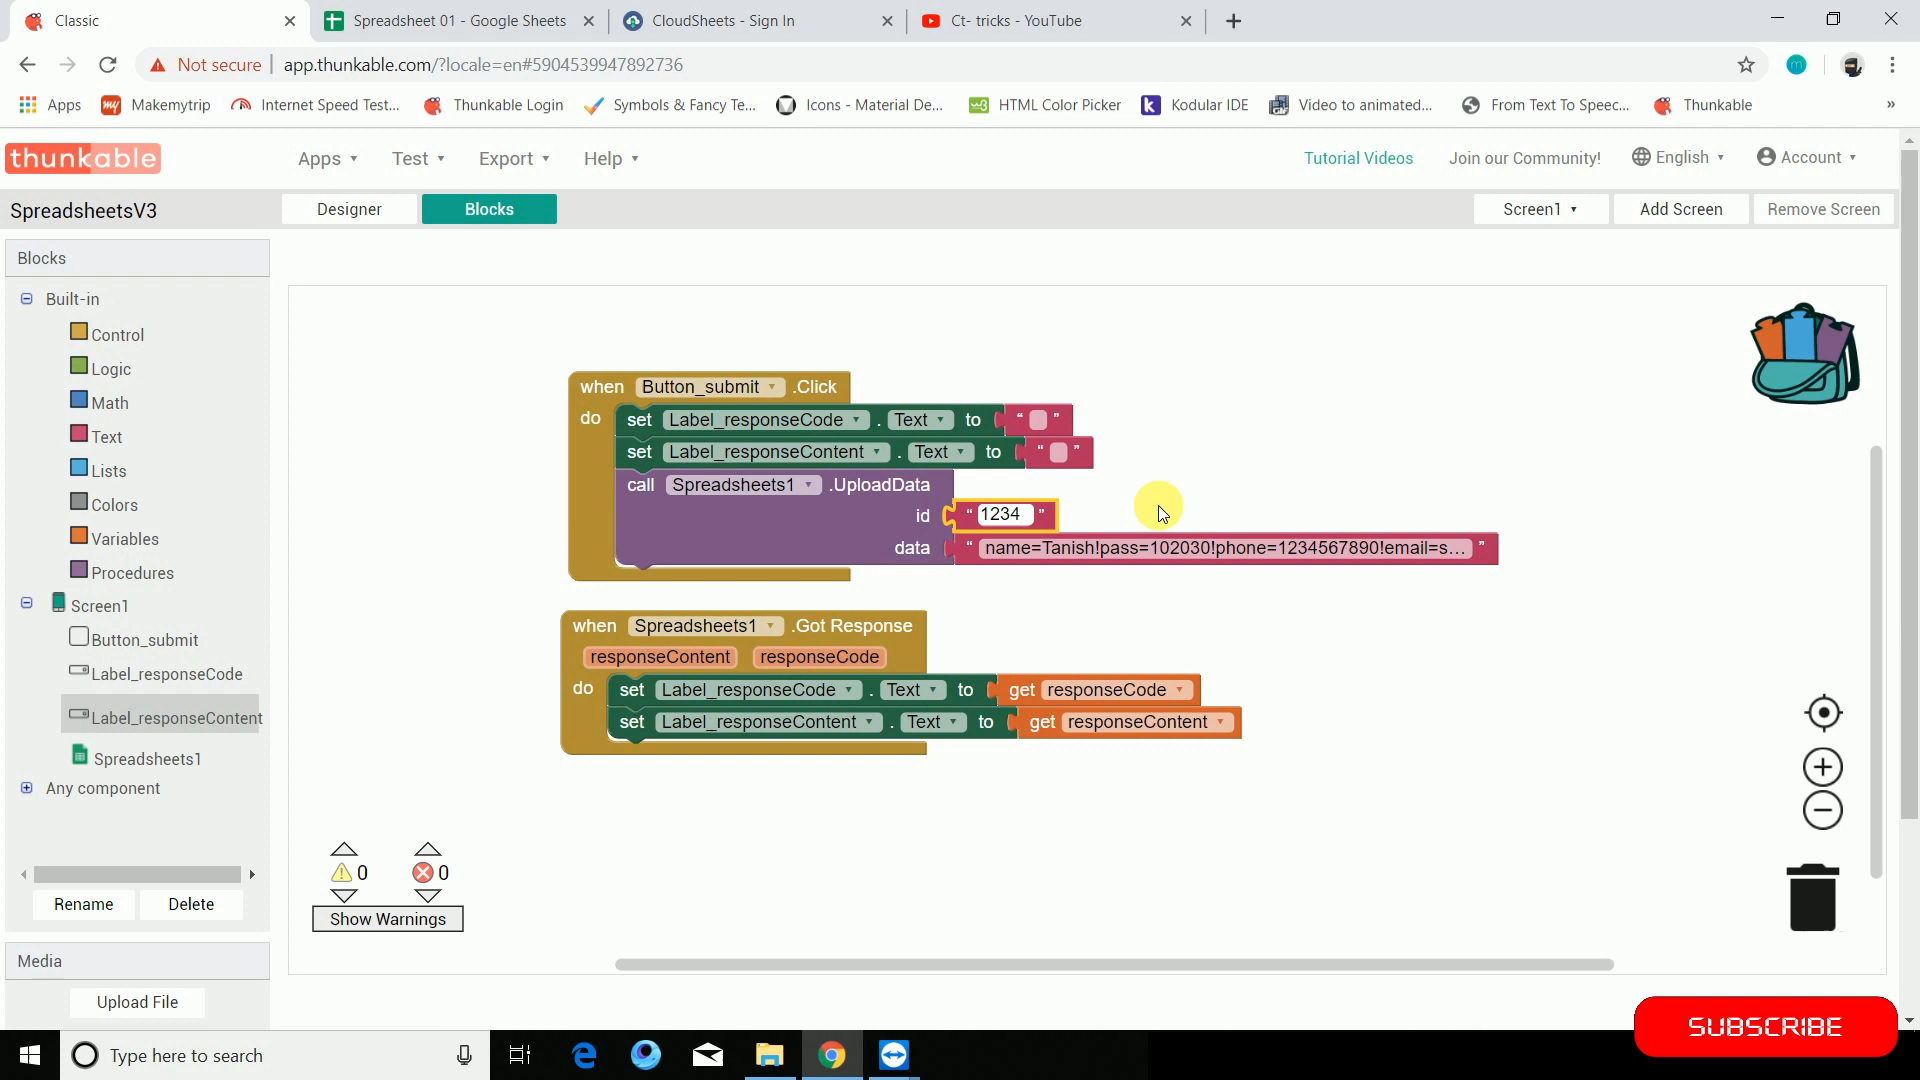 Classic
Spreadsheet 01 - Google Sheets
CloudSheets - Sign In
Ct- tricks - YouTube
Not secure
app.thunkable.com/?locale=en#5904539947892736
Apps
my
Makemytrip
Internet Speed Test...
Thunkable Login
Symbols & Fancy Te...
Icons - Material De...
HTML Color Picker
Kodular IDE
Video to animated...
From Text To Speec...
Thunkable
»
thunkable
Apps
Test
Export
Help
Tutorial Videos
Join our Community!
English
Account
SpreadsheetsV3
Designer
Blocks
Screen1
Add Screen
Remove Screen
Blocks
Built-in
Control
Logic
Math
Text
Lists
Colors
Variables
Procedures
Screen1
Button_submit
Label_responseCode
Label_responseContent
Spreadsheets1
Any component
Rename
Delete
Media
Upload File
when Button_submit .Click
do set Label_responseCode . Text to “ ”
set Label_responseContent . Text to “ ”
call Spreadsheets1 .UploadData
id “ 1234 ”
data “ name=Tanish!pass=102030!phone=1234567890!email=s... ”
when Spreadsheets1 .Got Response
responseContent responseCode
do set Label_responseCode . Text to get responseCode
set Label_responseContent . Text to get responseContent
0 0
Show Warnings
SUBSCRIBE
Type here to search